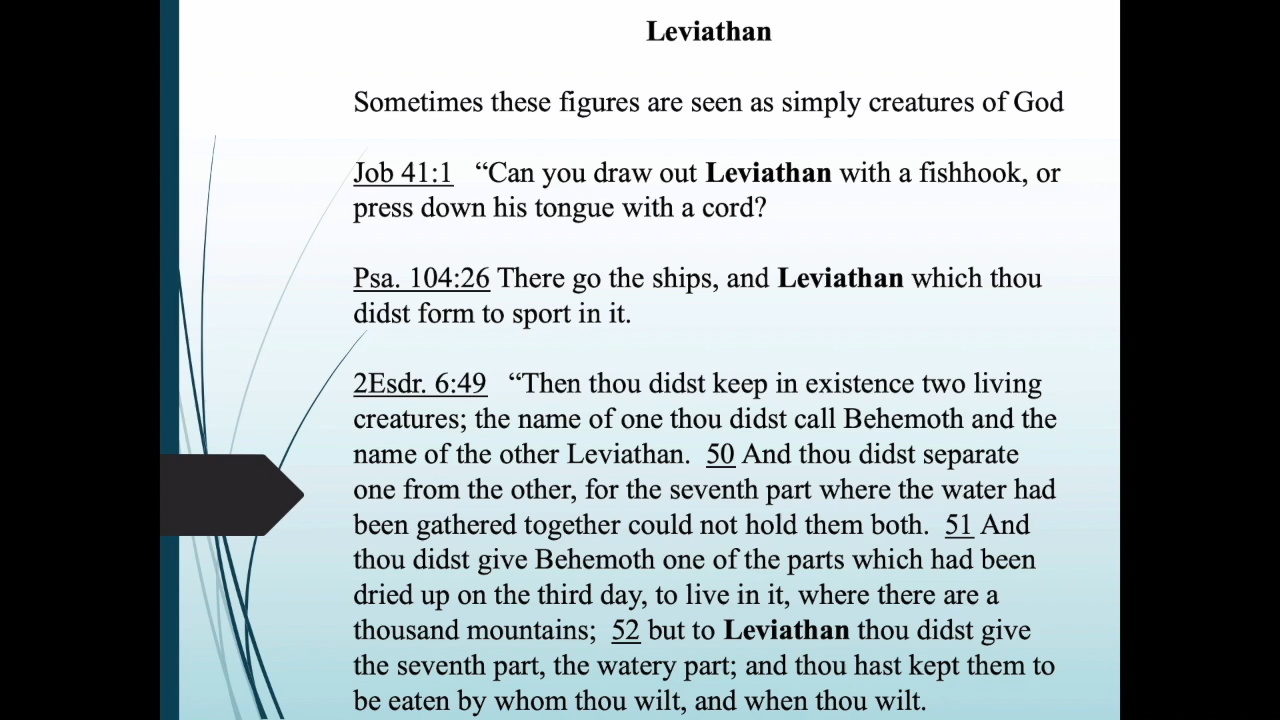 Leviathan
Sometimes these figures are seen as simply creatures of God
Job 41:1 “Can you draw out Leviathan with a fishhook, or
press down his tongue with a cord?
Psa. 104:26 There go the ships, and Leviathan which thou
didst form to sport in it.
2Esdr. 6:49 “Then thou didst keep in existence two living
creatures; the name of one thou didst call Behemoth and the
name of the other Leviathan. 50 And thou didst separate
one from the other, for the seventh part where the water had
been gathered together could not hold them both. 51 And
thou didst give Behemoth one of the parts which had been
dried up on the third day, to live in it, where there are a
thousand mountains; 52 but to Leviathan thou didst give
the seventh part, the watery part; and thou hast kept them to
be eaten by whom thou wilt, and when thou wilt.